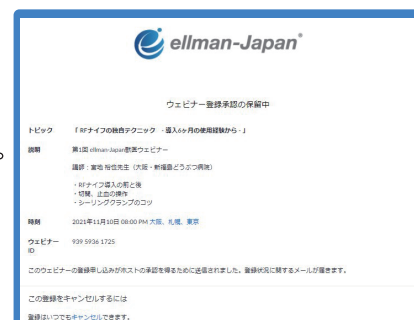 ellman-Japan®
ウェビナー登録承認の保留中
トピック 「 RFナイフの独自テクニック - 導入6ヶ月の使用経験から - 」
説明 第1回 ellman-Japan獣医ウェビナー
講師：宮地 裕也先生（大阪・新福島どうぶつ病院）
・RFナイフ導入の前と後
・切開、止血の操作
・シーリングクランプのコツ
時刻 2021年11月10日 08:00 PM 大阪、札幌、東京
ウェビナー 939 5936 1725
ID
このウェビナーの登録申し込みがホストの承認を得るために送信されました。登録状況に関するメールが届きます。
この登録をキャンセルするには
登録はいつでもキャンセルできます。
。